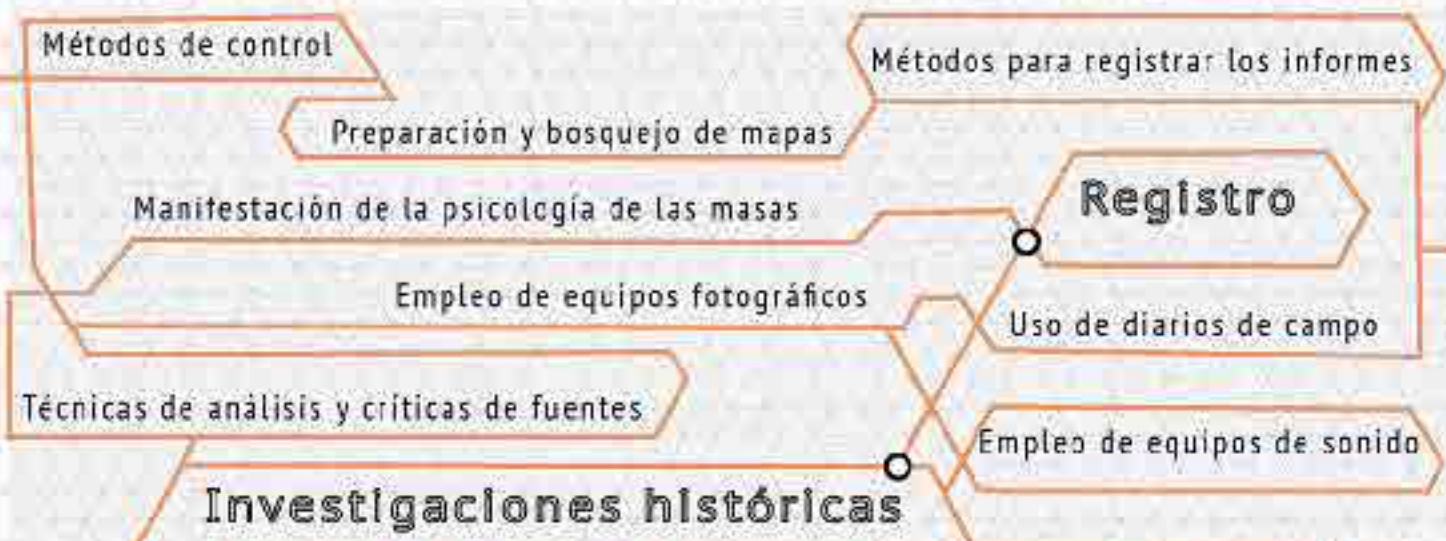 Métodos de control
Métodos para registrar los informes
Preparación y bosquejo de mapas
Registro
Manifestación de la psicología de las masas
Empleo de equipos fotográficos
Uso de diarios de campo
Técnicas de análisis y críticas de fuentes
Empleo de equipos de sonido
Investigaciones históricas